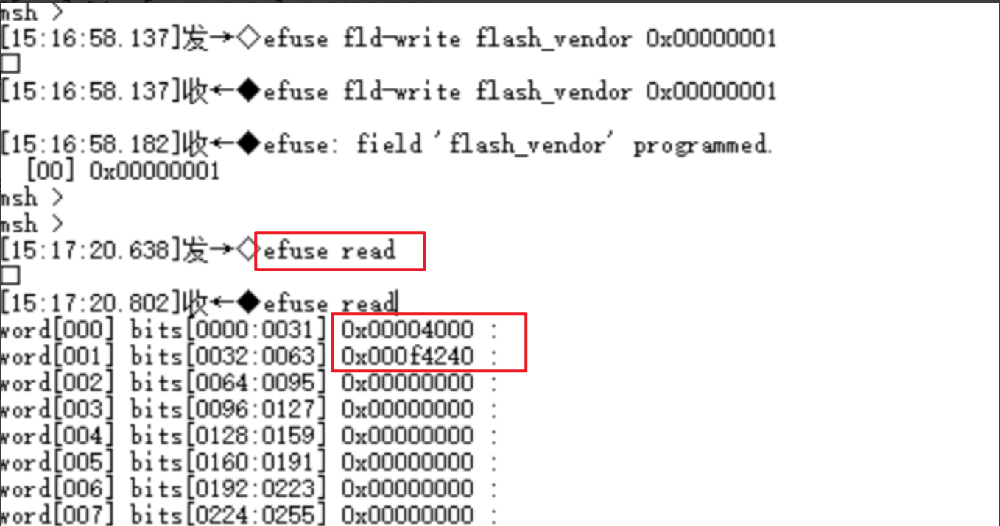 msh >
[15:16:58.137]发→◇efuse fld-write flash_vendor 0x00000001
□
[15:16:58.137]收←◆efuse fld-write flash_vendor 0x00000001
[15:16:58.182]收←◆efuse: field 'flash_vendor' programmed.
[00] 0x00000001
msh >
msh >
[15:17:20.638]发→◇efuse read
□
[15:17:20.802]收←◆efuse read
word[000] bits[0000:0031] 0x00004000 :
word[001] bits[0032:0063] 0x000f4240 :
word[002] bits[0064:0095] 0x00000000 :
word[003] bits[0096:0127] 0x00000000 :
word[004] bits[0128:0159] 0x00000000 :
word[005] bits[0160:0191] 0x00000000 :
word[006] bits[0192:0223] 0x00000000 :
word[007] bits[0224:0255] 0x00000000 :